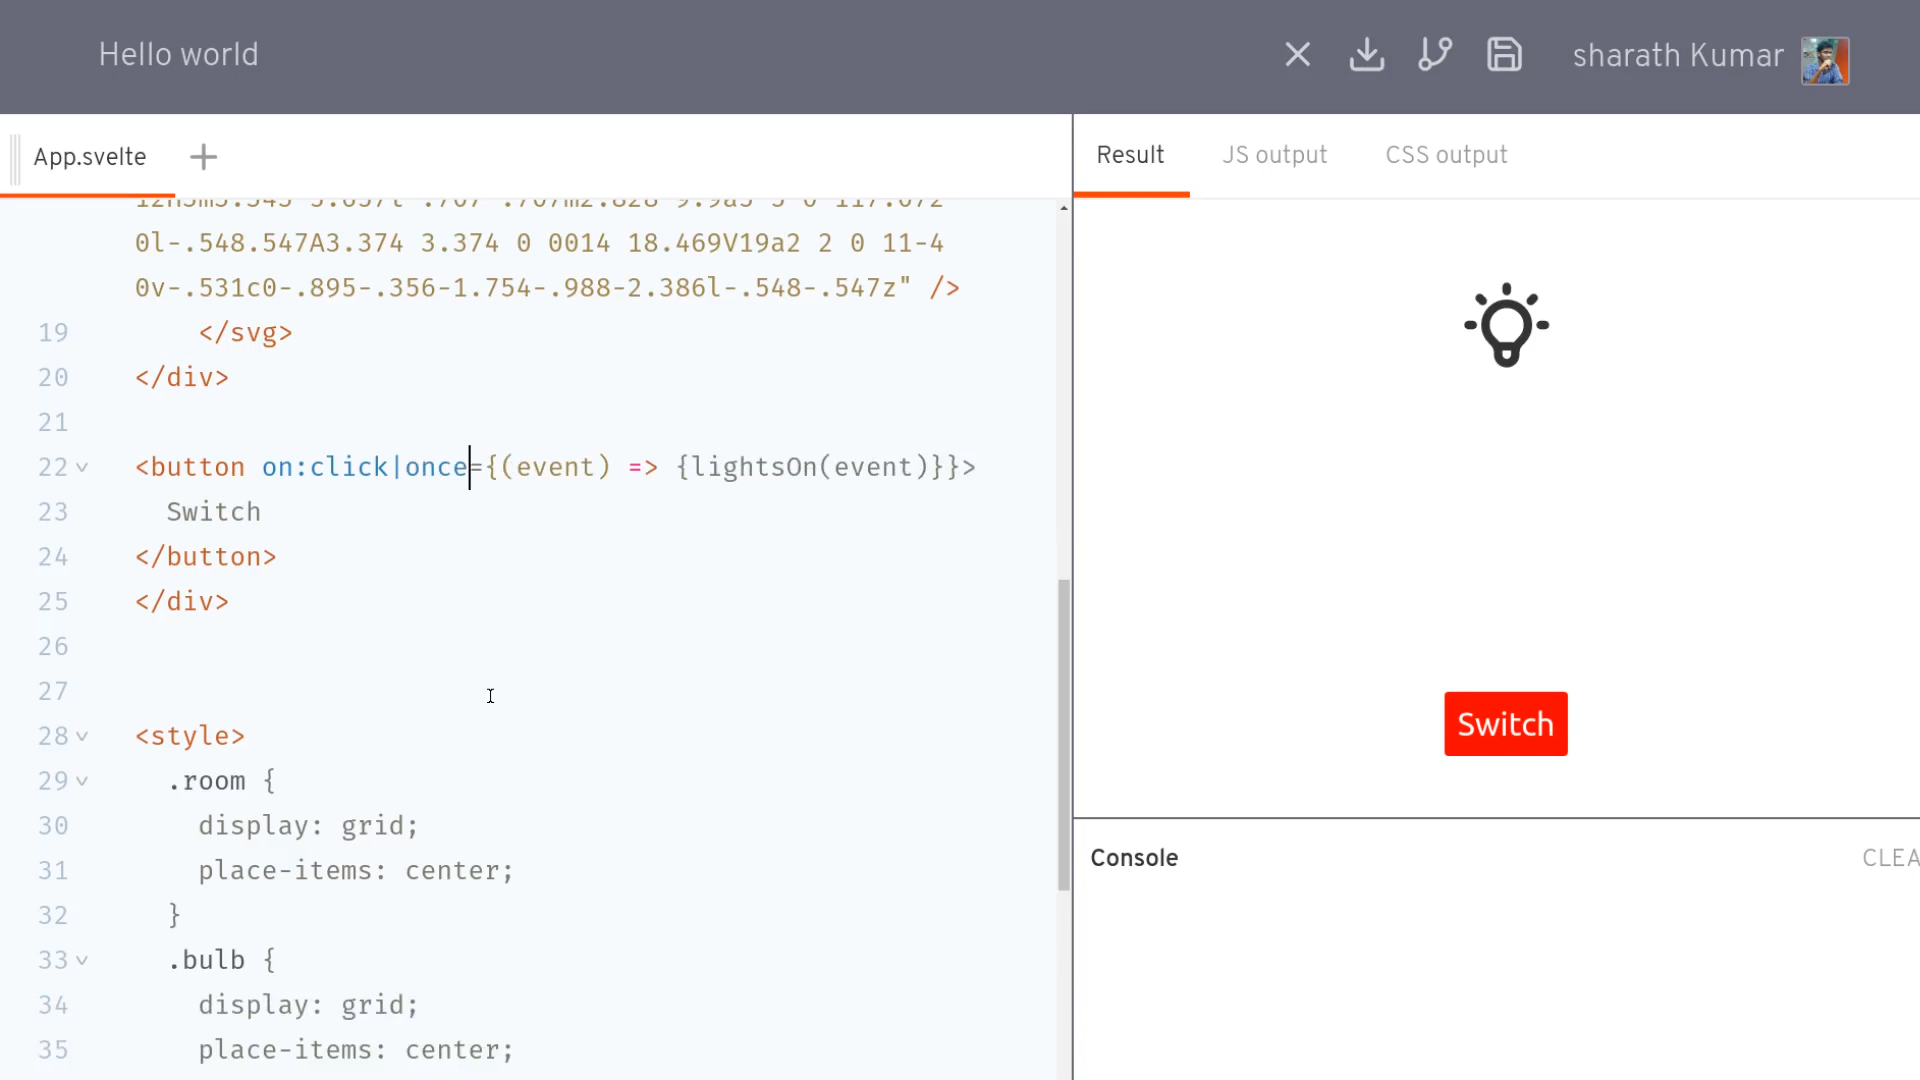 Hello world
sharath Kumar
App.svelte
Result JS output CSS output
0l-.548.547A3.374 3.374 0 0014 18.469V19a2 2 0 11-4
0v-.531c0-.895-.356-1.754-.988-2.386l-.548-.547z" />
19 </svg>
20 </div>
21
22 <button on:click|once={(event) => {lightsOn(event)}}>
23 Switch
24 </button>
25 </div>
26
27
28 <style>
29 .room {
30 display: grid;
31 place-items: center;
32 }
33 .bulb {
34 display: grid;
35 place-items: center;
Switch
Console
CLEA